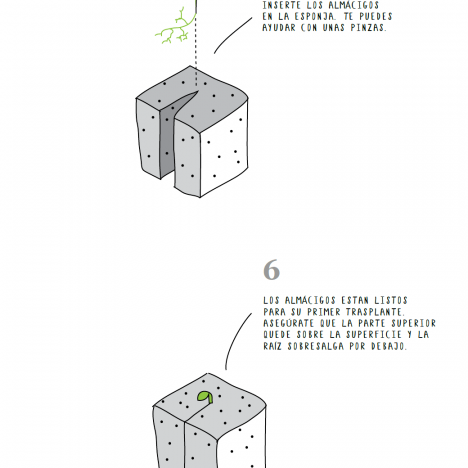 INSERTE LOS ALMÁCIGOS
EN LA ESPONJA. TE PUEDES
AYUDAR CON UNAS PINZAS.
6
LOS ALMÁCIGOS ESTAN LISTOS
PARA SU PRIMER TRASPLANTE.
ASEGÚRATE QUE LA PARTE SUPERIOR
QUEDE SOBRE LA SUPERFICIE Y LA
RAÍZ SOBRESALGA POR DEBAJO.